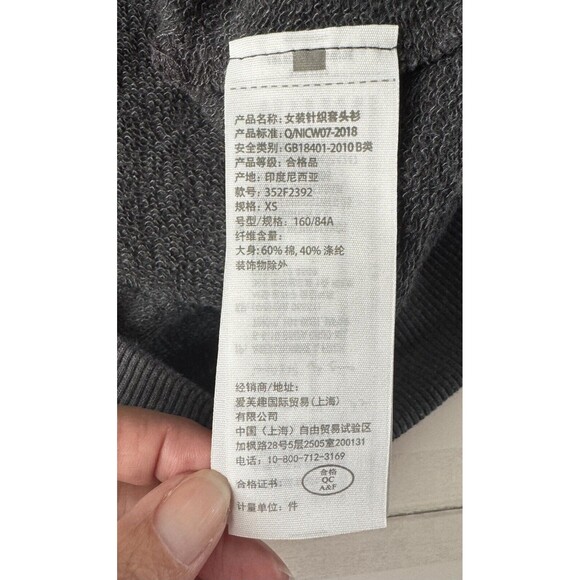 产品名称: 女装针织套头衫
产品标准: Q/NICW07-2018
安全类别: GB18401-2010 B类
产品等级: 合格品
产地: 印度尼西亚
款号: 352F2392
规格: XS
号型/规格: 160/84A
纤维含量:
大身: 60% 棉, 40% 涤纶
装饰物除外
经销商/地址:
爱芙趣国际贸易(上海)
有限公司
中国（上海）自由贸易试验区
加枫路28号5层2505室200131
电话: 10-800-712-3169
合格证书:
合格
QC
A&F
计量单位: 件